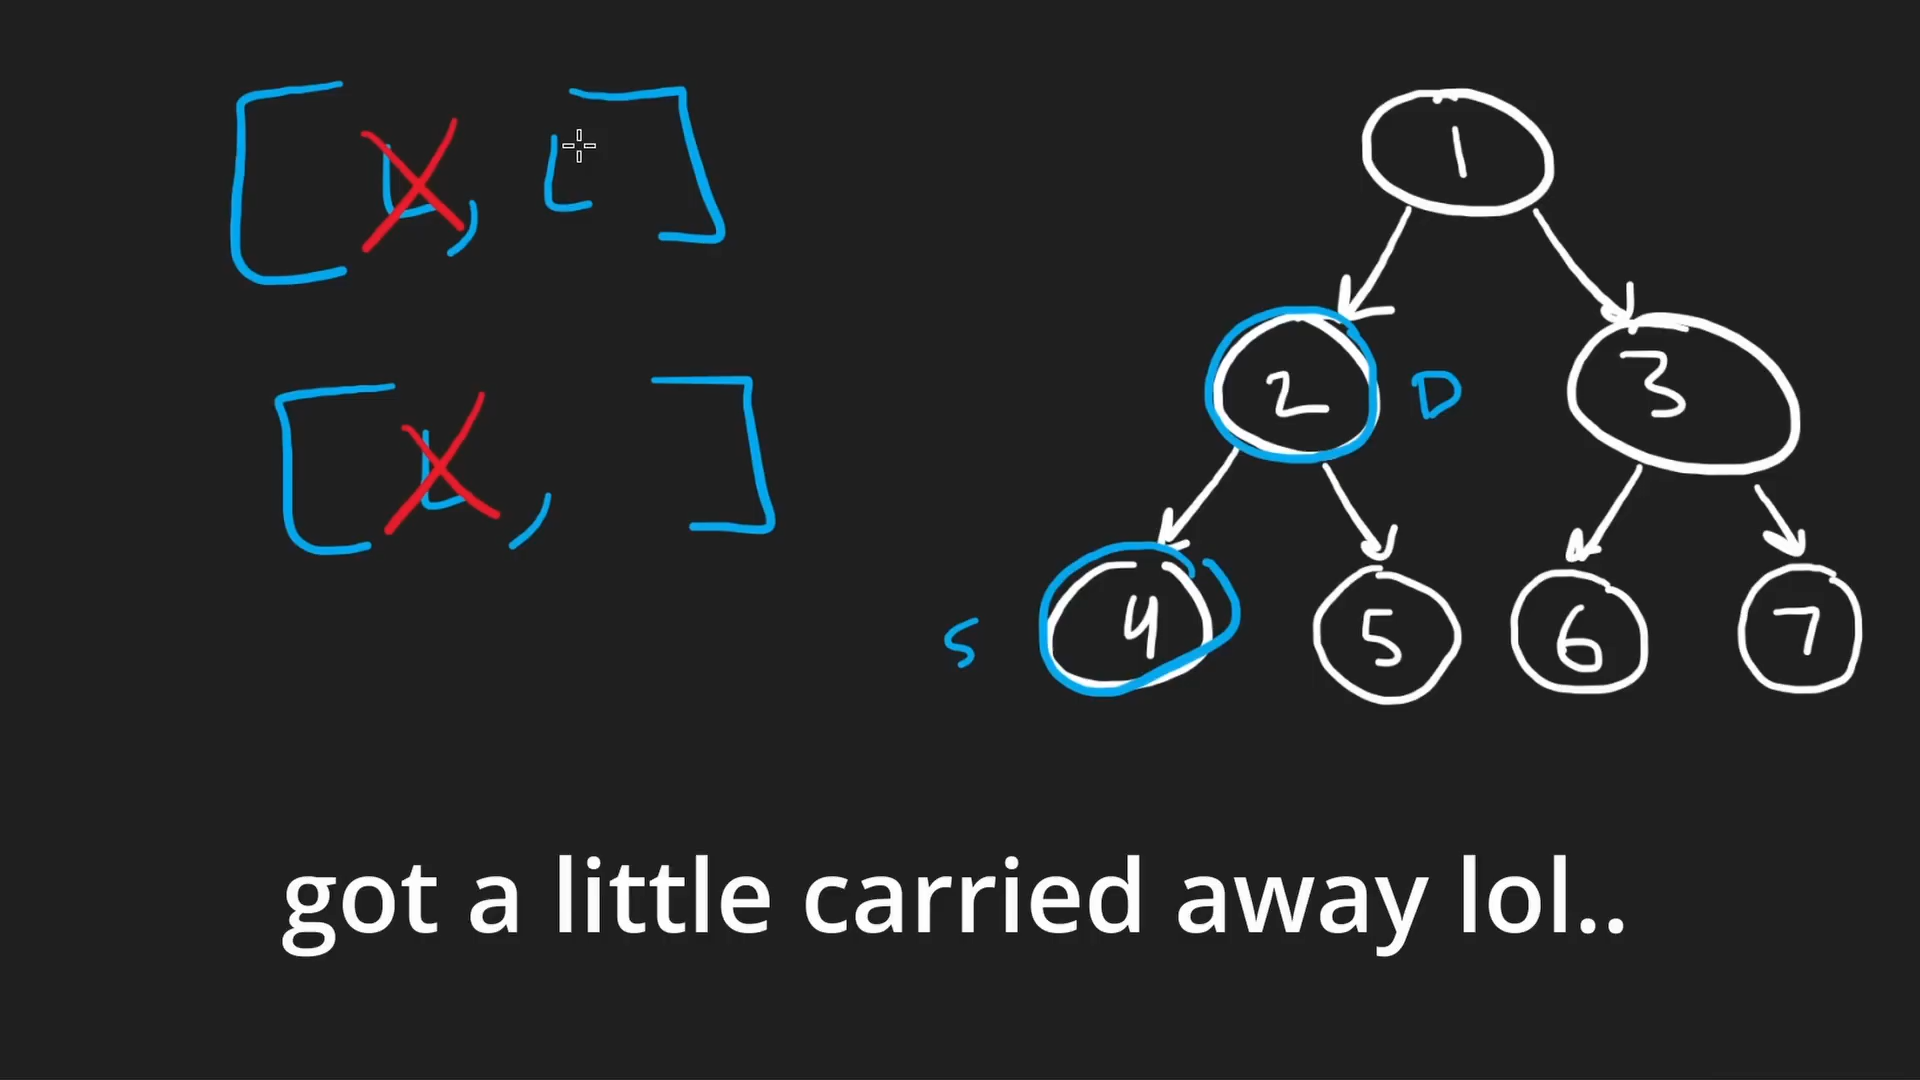 [ L, L ]
[ L, ]
1
2 D 3
S 4 5 6 7
got a little carried away lol..